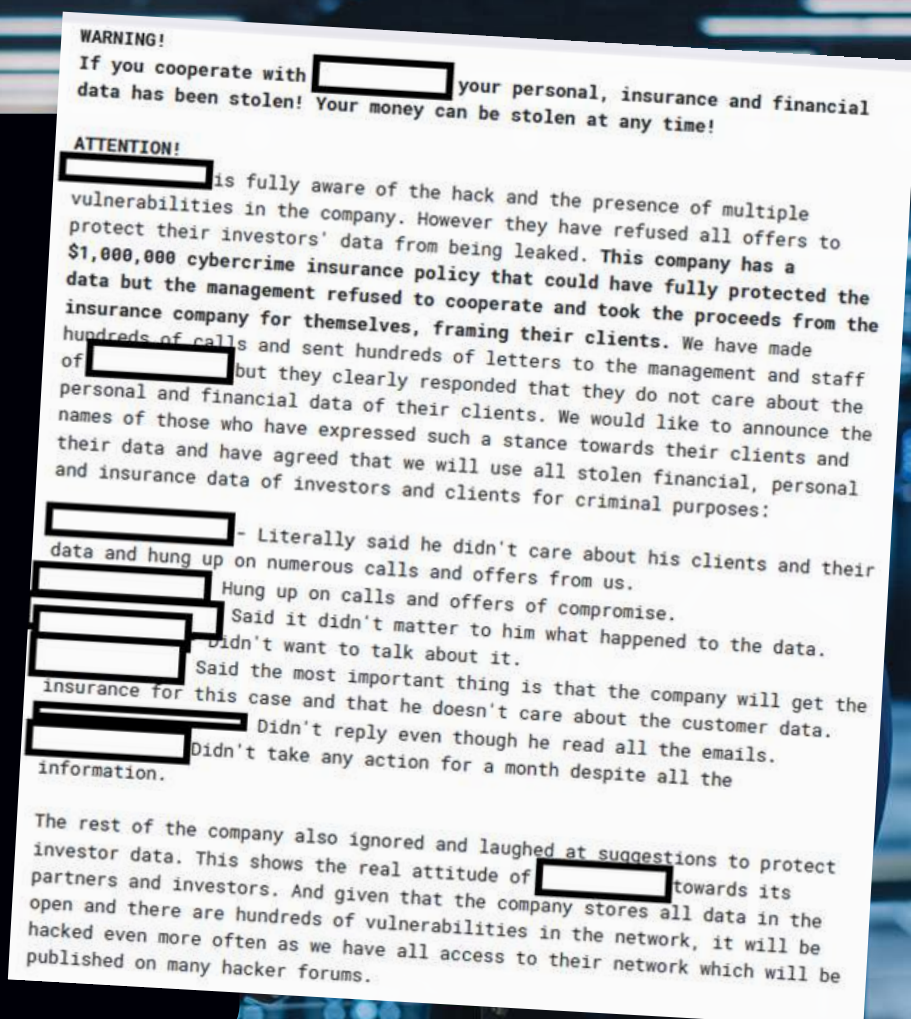 WARNING!
If you cooperate with your personal, insurance and financial
data has been stolen! Your money can be stolen at any time!
ATTENTION!
is fully aware of the hack and the presence of multiple
vulnerabilities in the company. However they have refused all offers to
protect their investors' data from being leaked. This company has a
$1,000,000 cybercrime insurance policy that could have fully protected the
data but the management refused to cooperate and took the proceeds from the
insurance company for themselves, framing their clients. We have made
hundreds of calls and sent hundreds of letters to the management and staff
of but they clearly responded that they do not care about the
personal and financial data of their clients. We would like to announce the
names of those who have expressed such a stance towards their clients and
their data and have agreed that we will use all stolen financial, personal
and insurance data of investors and clients for criminal purposes:
- Literally said he didn't care about his clients and their
data and hung up on numerous calls and offers from us.
Hung up on calls and offers of compromise.
Said it didn't matter to him what happened to the data.
Didn't want to talk about it.
Said the most important thing is that the company will get the
insurance for this case and that he doesn't care about the customer data.
Didn't reply even though he read all the emails.
Didn't take any action for a month despite all the
information.
The rest of the company also ignored and laughed at suggestions to protect
investor data. This shows the real attitude of towards its
partners and investors. And given that the company stores all data in the
open and there are hundreds of vulnerabilities in the network, it will be
hacked even more often as we have all access to their network which will be
published on many hacker forums.